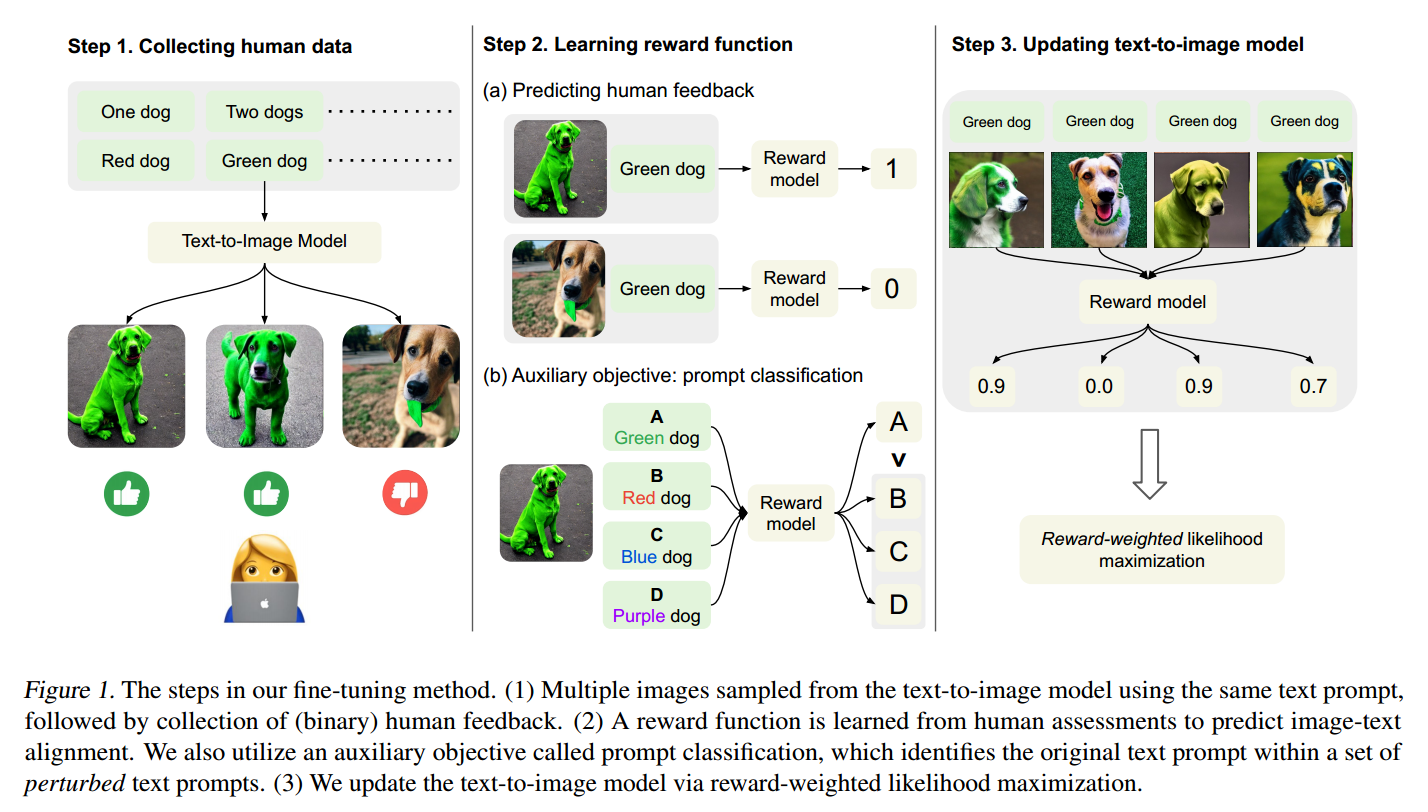 Step 1. Collecting human data
One dog
Two dogs
Red dog
Green dog
Text-to-Image Model
Step 2. Learning reward function
(a) Predicting human feedback
Green dog
Reward
model
1
Green dog
Reward
model
0
(b) Auxiliary objective: prompt classification
A
Green dog
B
Red dog
C
Blue dog
D
Purple dog
Reward
model
A
v
B
C
D
Step 3. Updating text-to-image model
Green dog
Green dog
Green dog
Green dog
Reward model
0.9
0.0
0.9
0.7
Reward-weighted likelihood
maximization
Figure 1. The steps in our fine-tuning method. (1) Multiple images sampled from the text-to-image model using the same text prompt,
followed by collection of (binary) human feedback. (2) A reward function is learned from human assessments to predict image-text
alignment. We also utilize an auxiliary objective called prompt classification, which identifies the original text prompt within a set of
perturbed text prompts. (3) We update the text-to-image model via reward-weighted likelihood maximization.